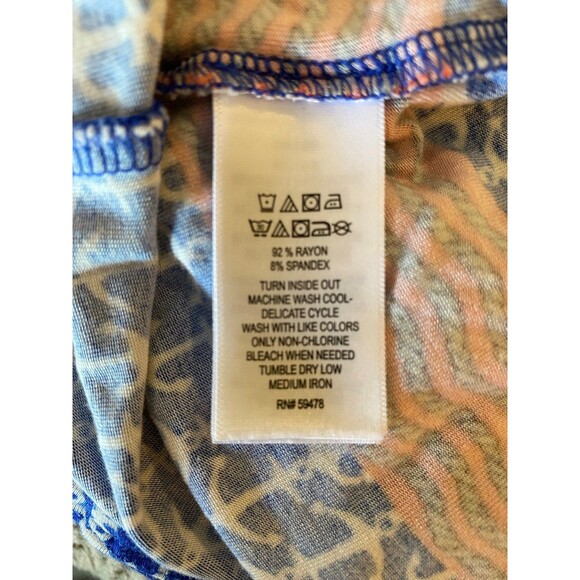 92 % RAYON
8% SPANDEX
TURN INSIDE OUT
MACHINE WASH COOL-
DELICATE CYCLE
WASH WITH LIKE COLORS
ONLY NON-CHLORINE
BLEACH WHEN NEEDED
TUMBLE DRY LOW
MEDIUM IRON
RN# 59478